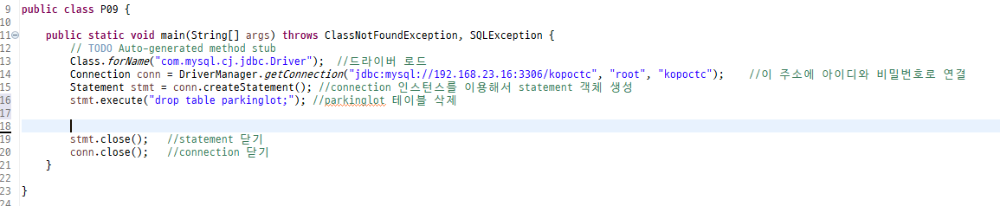 9 public class P09 {
10
11 public static void main(String[] args) throws ClassNotFoundException, SQLException {
12 // TODO Auto-generated method stub
13 Class.forName("com.mysql.cj.jdbc.Driver"); //드라이버 로드
14 Connection conn = DriverManager.getConnection("jdbc:mysql://192.168.23.16:3306/kopoctc", "root", "kopoctc"); //이 주소에 아이디와 비밀번호로 연결
15 Statement stmt = conn.createStatement(); //connection 인스턴스를 이용해서 statement 객체 생성
16 stmt.execute("drop table parkinglot;"); //parkinglot 테이블 삭제
17
18
19 stmt.close(); //statement 닫기
20 conn.close(); //connection 닫기
21 }
22
23 }
24